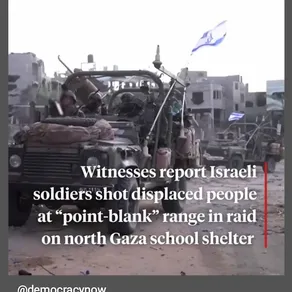 Witnesses report Israeli
soldiers shot displaced people
at “point-blank” range in raid
on north Gaza school shelter
@democracynow